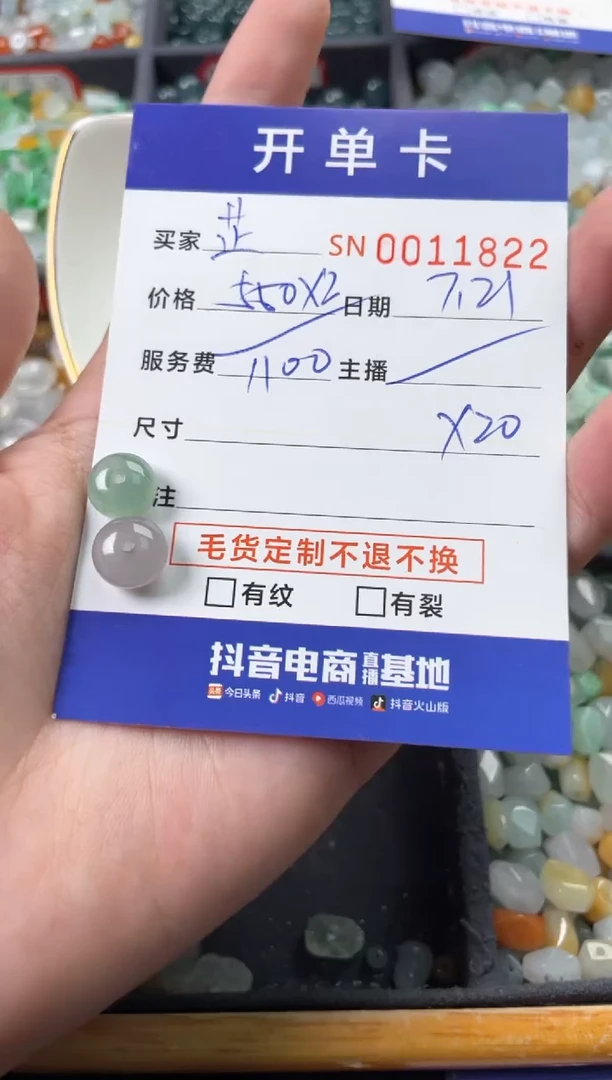 开单卡
买家 芷 SN 0011822
价格 550X2 日期 7.21
服务费 1100 主播
尺寸 X20
注
毛货定制不退不换
□有纹 □有裂
抖音电商直播基地
头条 今日头条 抖音 西瓜视频 抖音火山版